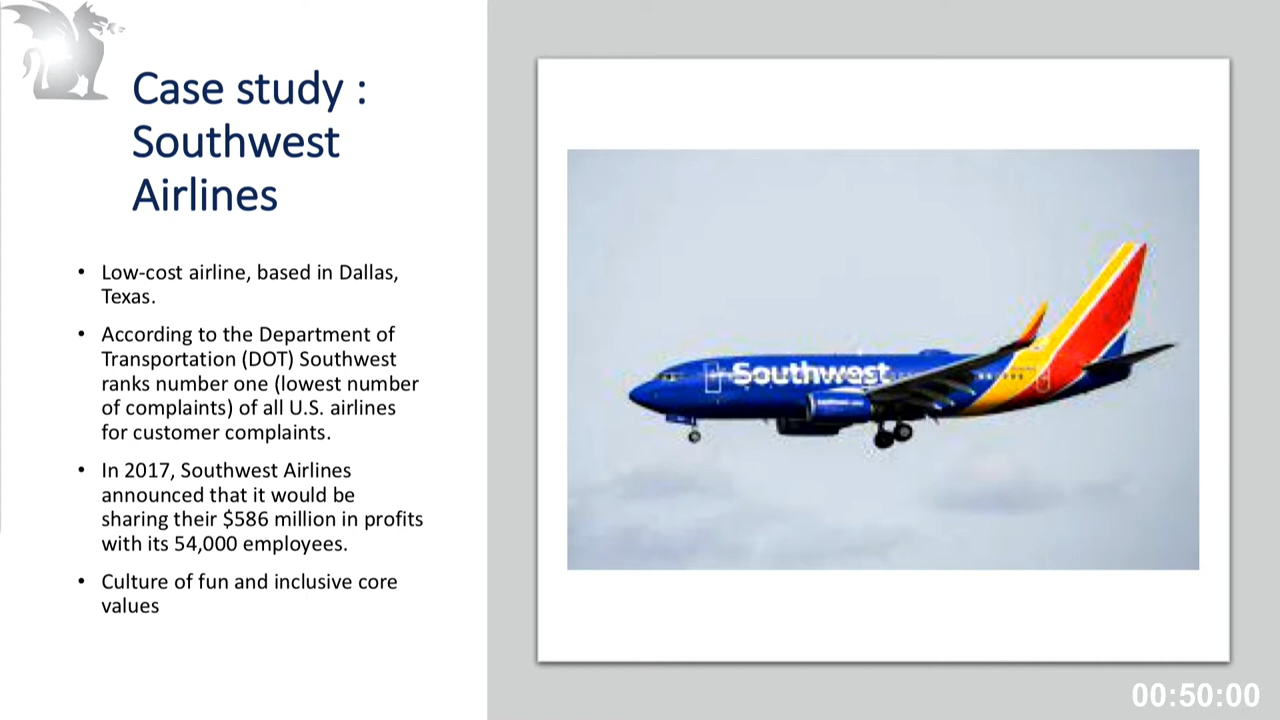 Case study :
Southwest
Airlines
• Low-cost airline, based in Dallas,
Texas.
• According to the Department of
Transportation (DOT) Southwest
ranks number one (lowest number
of complaints) of all U.S. airlines
for customer complaints.
• In 2017, Southwest Airlines
announced that it would be
sharing their $586 million in profits
with its 54,000 employees.
• Culture of fun and inclusive core
values
Southwest
00:50:00